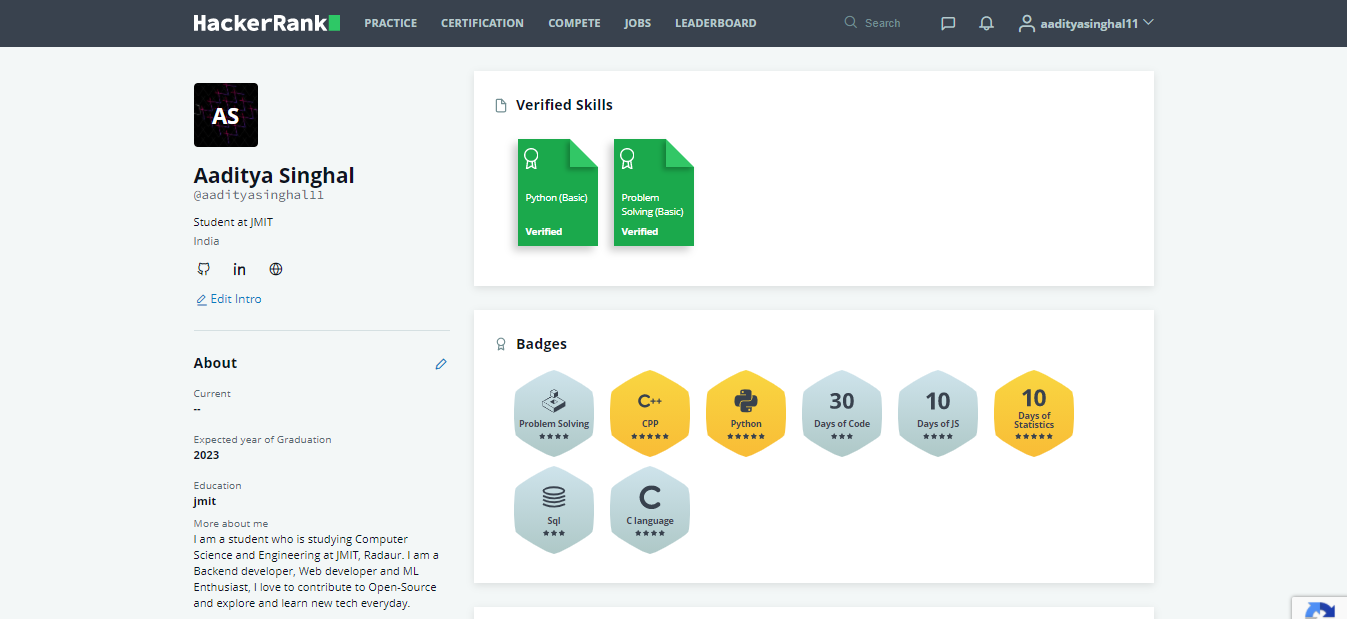 HackerRank
PRACTICE CERTIFICATION COMPETE JOBS LEADERBOARD
Search
aadityasinghal11
AS
Aaditya Singhal
@aadityasinghal11
Student at JMIT
India
in
Edit Intro
About
Current
--
Expected year of Graduation
2023
Education
jmit
More about me
I am a student who is studying Computer
Science and Engineering at JMIT, Radaur. I am a
Backend developer, Web developer and ML
Enthusiast, I love to contribute to Open-Source
and explore and learn new tech everyday.
Verified Skills
Python (Basic)
Verified
Problem
Solving (Basic)
Verified
Badges
Problem Solving
C++
CPP
Python
30
Days of Code
10
Days of JS
10
Days of
Statistics
Sql
C
C language